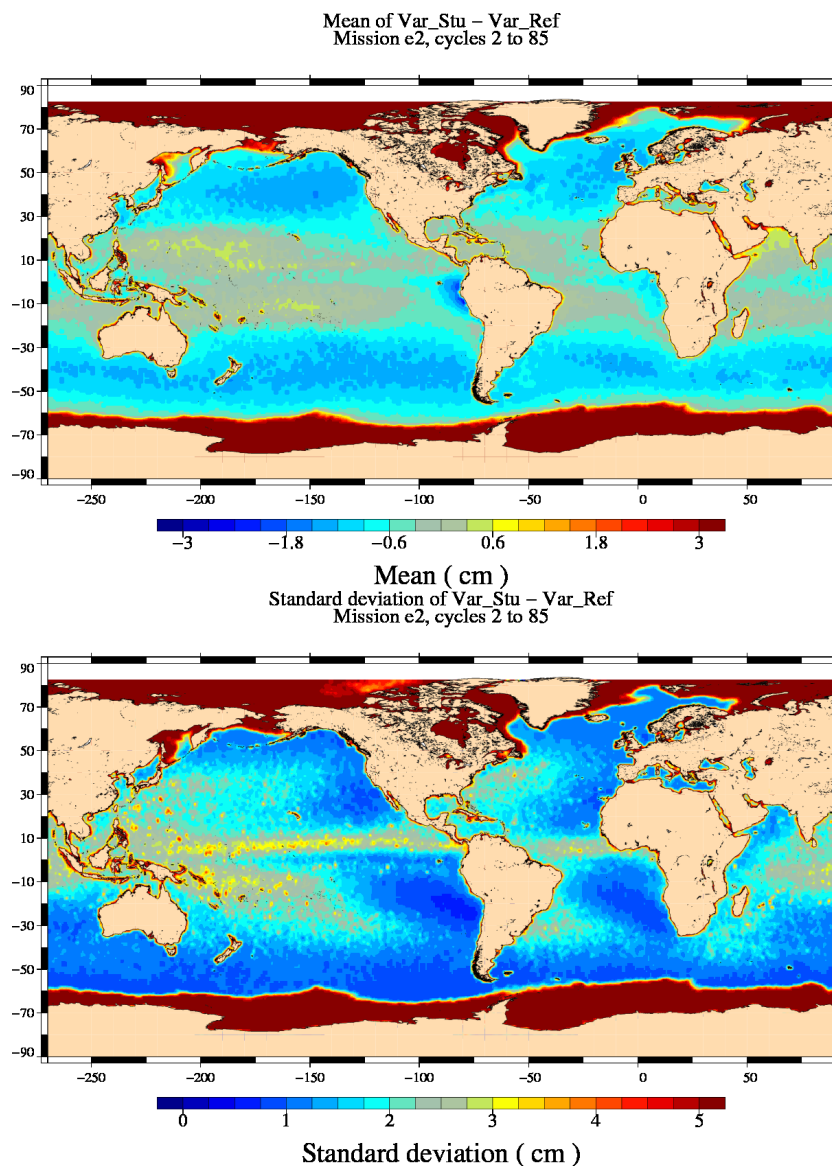 Mean of Var_Stu − Var_Ref
Mission e2, cycles 2 to 85
90
70
50
30
10
−10
−30
−50
−70
−90
−250 −200 −150 −100 −50 0 50
−3 −1.8 −0.6 0.6 1.8 3
Mean ( cm )
Standard deviation of Var_Stu − Var_Ref
Mission e2, cycles 2 to 85
90
70
50
30
10
−10
−30
−50
−70
−90
−250 −200 −150 −100 −50 0 50
0 1 2 3 4 5
Standard deviation ( cm )